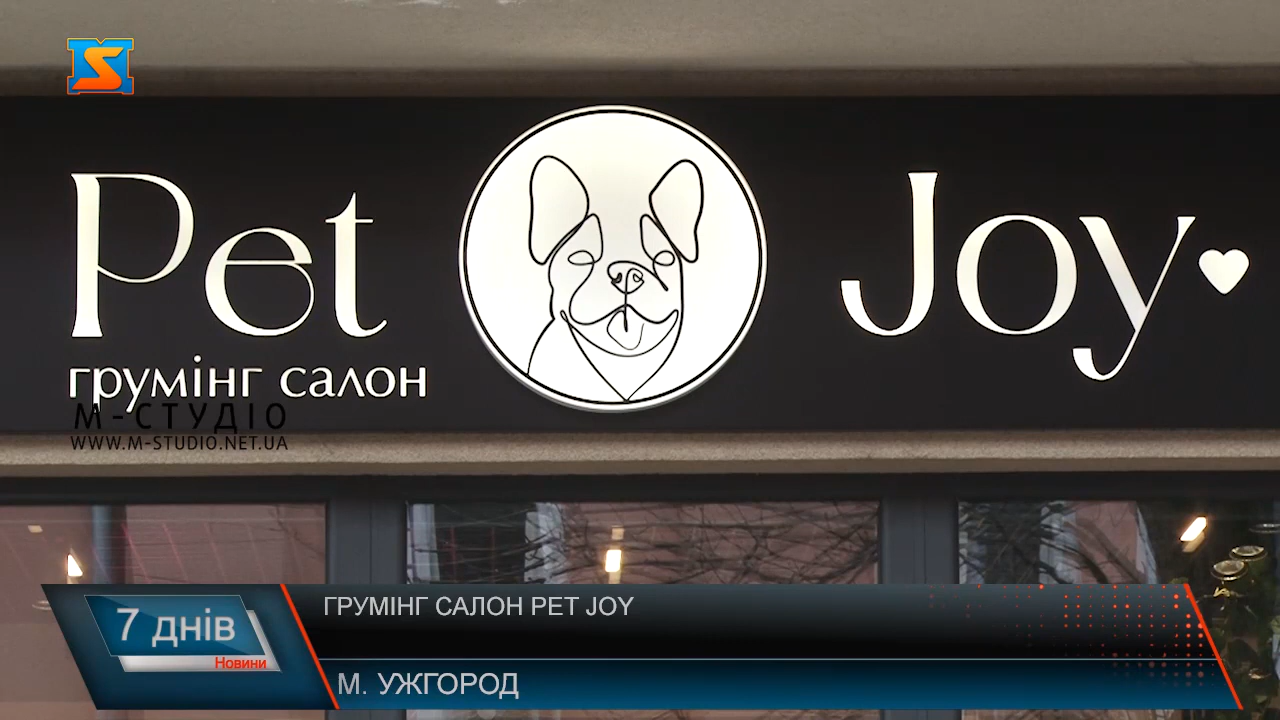 Pet Joy
грумінг салон
М-СТУДІО
WWW.M-STUDIO.NET.UA
ГРУМІНГ САЛОН PET JOY
7 днів
Новини
М. УЖГОРОД